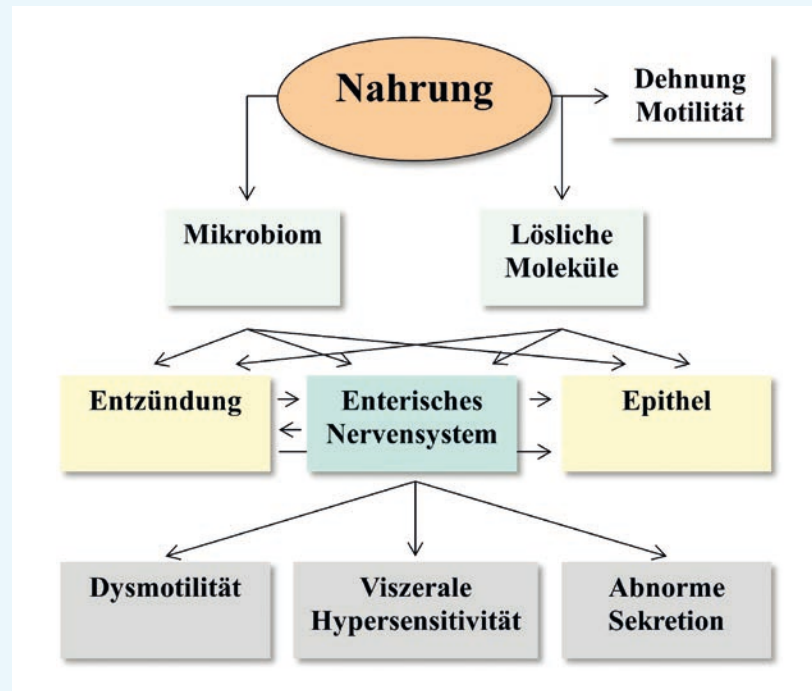 Nahrung
Dehnung
Motilität
Mikrobiom
Lösliche
Moleküle
Entzündung
Enterisches
Nervensystem
Epithel
Dysmotilität
Viszerale
Hypersensitivität
Abnorme
Sekretion